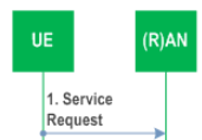 UE
(R)AN
1. Service
Request